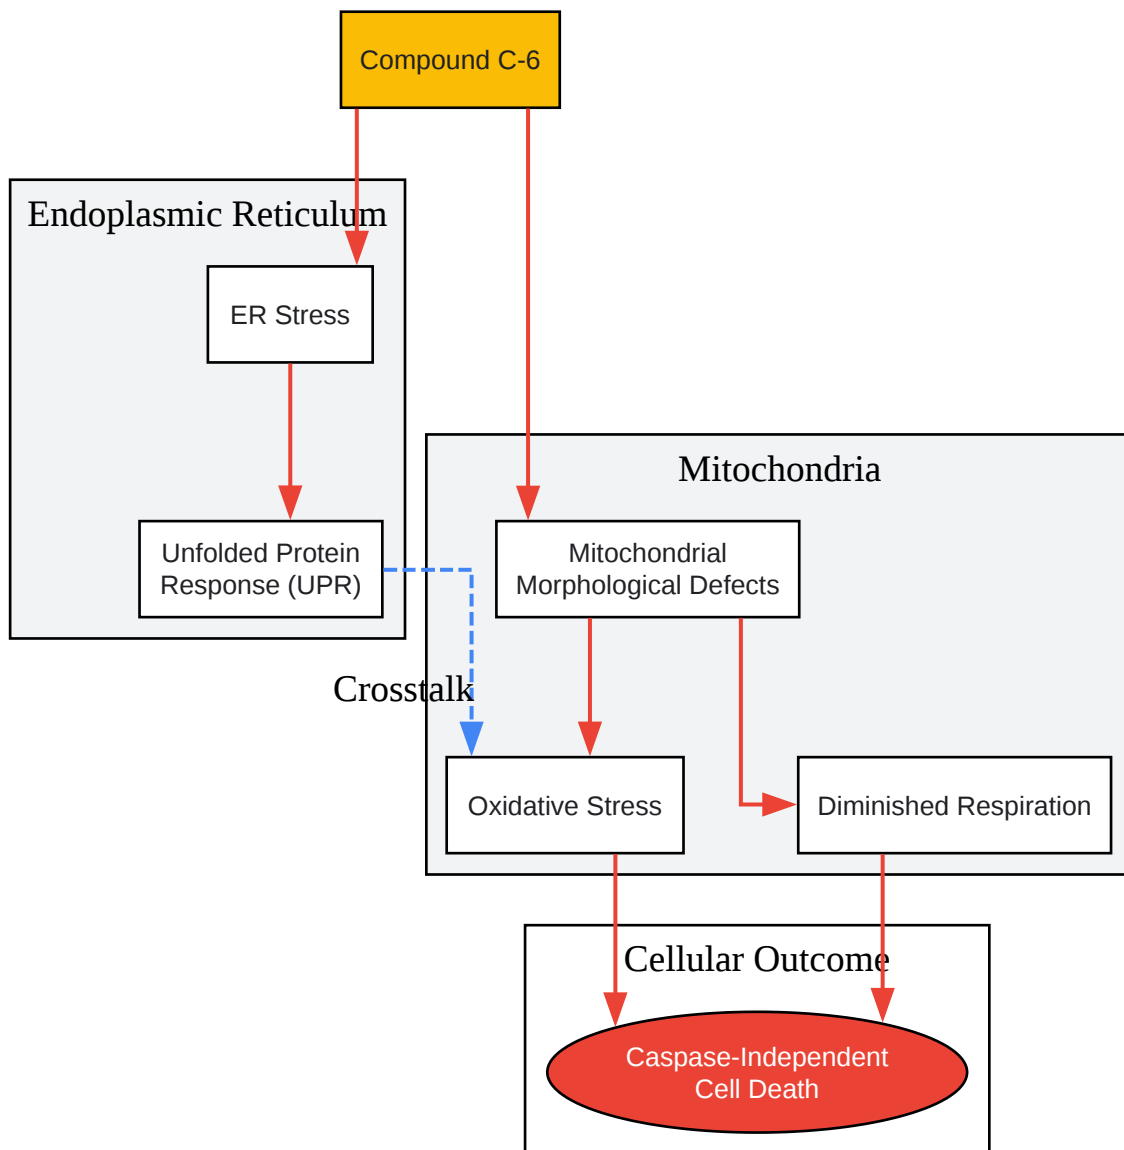 Compound C-6
Endoplasmic Reticulum
ER Stress
Mitochondria
Unfolded Protein
Response (UPR)
Mitochondrial
Morphological Defects
Crosstalk
Oxidative Stress
Diminished Respiration
Cellular Outcome
Caspase-Independent
Cell Death